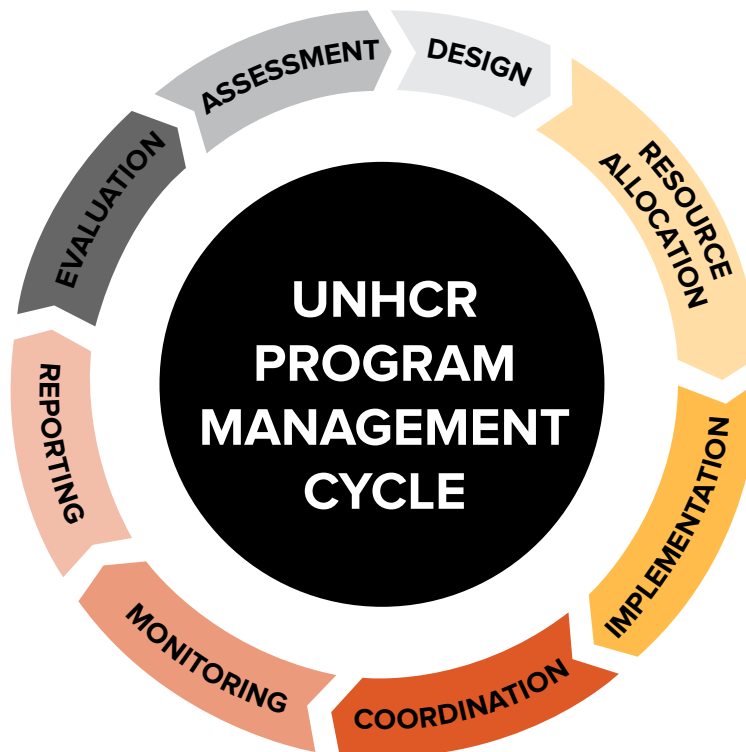 ASSESSMENT
DESIGN
RESOURCE
ALLOCATION
IMPLEMENTATION
COORDINATION
MONITORING
REPORTING
EVALUATION
UNHCR
PROGRAM
MANAGEMENT
CYCLE